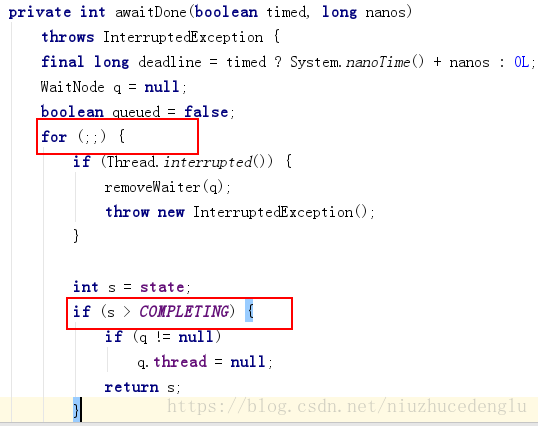 private int awaitDone(boolean timed, long nanos)
    throws InterruptedException {
    final long deadline = timed ? System.nanoTime() + nanos : 0L;
    WaitNode q = null;
    boolean queued = false;
    for (;;) {
        if (Thread.interrupted()) {
            removeWaiter(q);
            throw new InterruptedException();
        }

        int s = state;
        if (s > COMPLETING) {
            if (q != null)
                q.thread = null;
            return s;
        }
https://blog.csdn.net/niuzhucedenglu